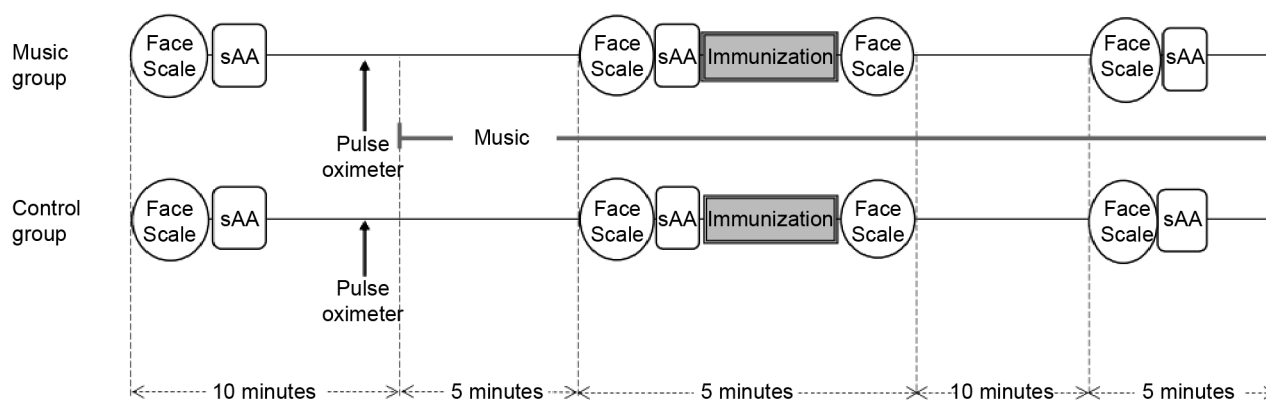 Music
group
Face
Scale
sAA
Face
Scale
sAA
Immunization
Face
Scale
Face
Scale
sAA
Pulse
oximeter
Music
Control
group
Face
Scale
sAA
Face
Scale
sAA
Immunization
Face
Scale
Face
Scale
sAA
Pulse
oximeter
10 minutes
5 minutes
5 minutes
10 minutes
5 minutes